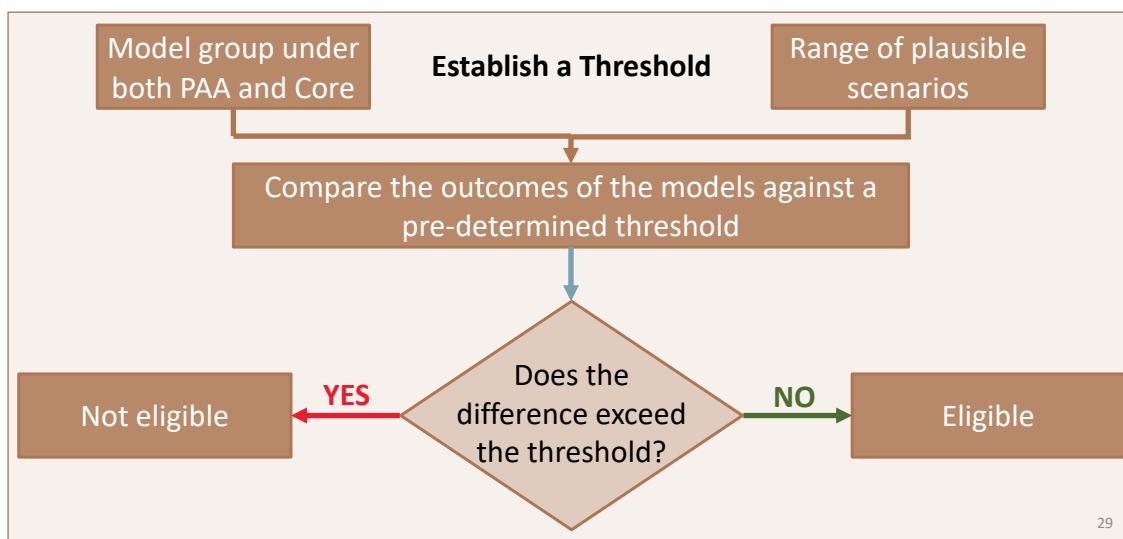 Model group under
both PAA and Core
Establish a Threshold
Range of plausible
scenarios
Compare the outcomes of the models against a
pre-determined threshold
Does the
difference exceed
the threshold?
YES
NO
Not eligible
Eligible
29